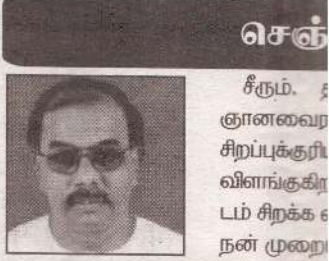 செஞ்
சீரும்,
ஞானவைர
சிறப்புக்குரிய
விளங்குகிற
டம் சிறக்க
நன் முறை